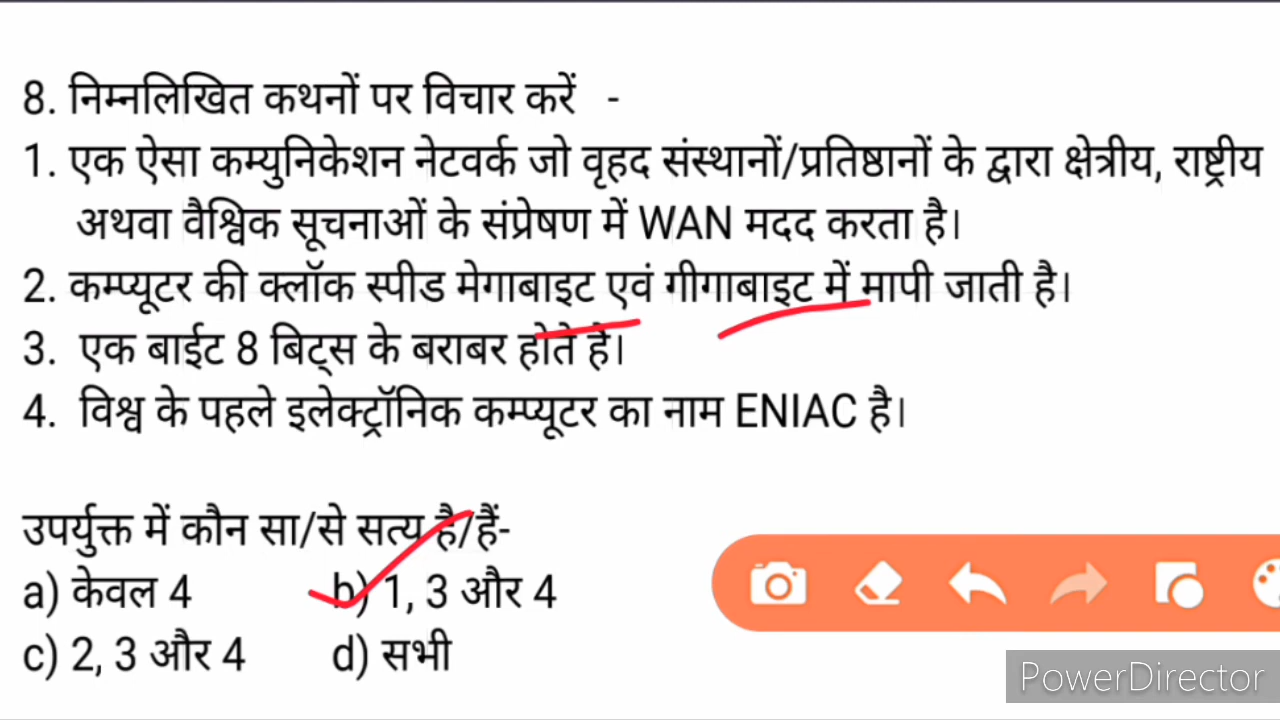 8. निम्नलिखित कथनों पर विचार करें -
1. एक ऐसा कम्युनिकेशन नेटवर्क जो वृहद संस्थानों/प्रतिष्ठानों के द्वारा क्षेत्रीय, राष्ट्रीय
अथवा वैश्विक सूचनाओं के संप्रेषण में WAN मदद करता है।
2. कम्प्यूटर की क्लॉक स्पीड मेगाबाइट एवं गीगाबाइट में मापी जाती है।
3. एक बाईट 8 बिट्स के बराबर होते है।
4. विश्व के पहले इलेक्ट्रॉनिक कम्प्यूटर का नाम ENIAC है।
उपर्युक्त में कौन सा/से सत्य है/हैं-
a) केवल 4 b) 1, 3 और 4
c) 2, 3 और 4 d) सभी
PowerDirector